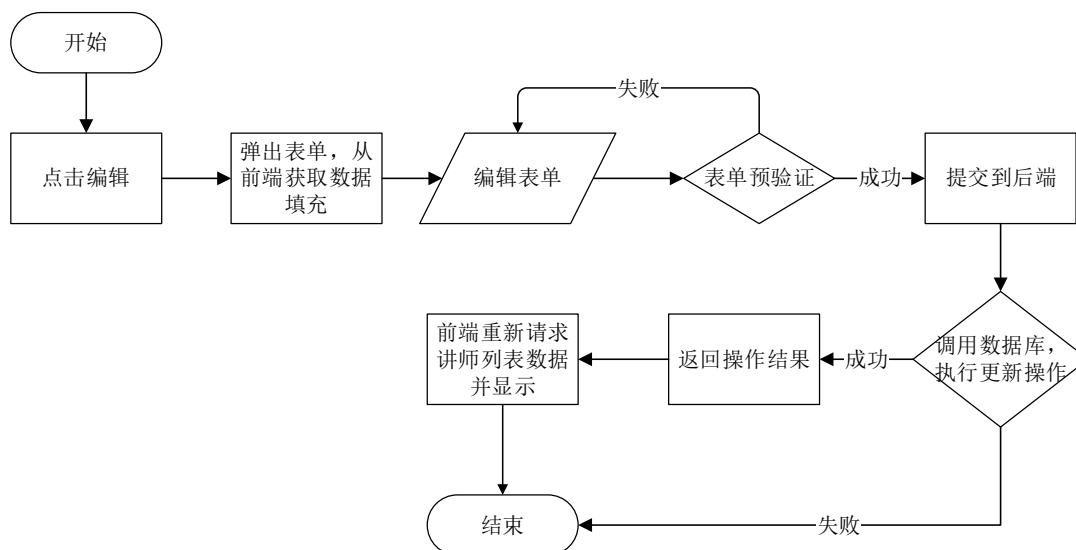 开始
点击编辑
弹出表单，从
前端获取数据
填充
编辑表单
失败
表单预验证
成功
提交到后端
调用数据库，
执行更新操作
成功
返回操作结果
前端重新请求
讲师列表数据
并显示
失败
结束